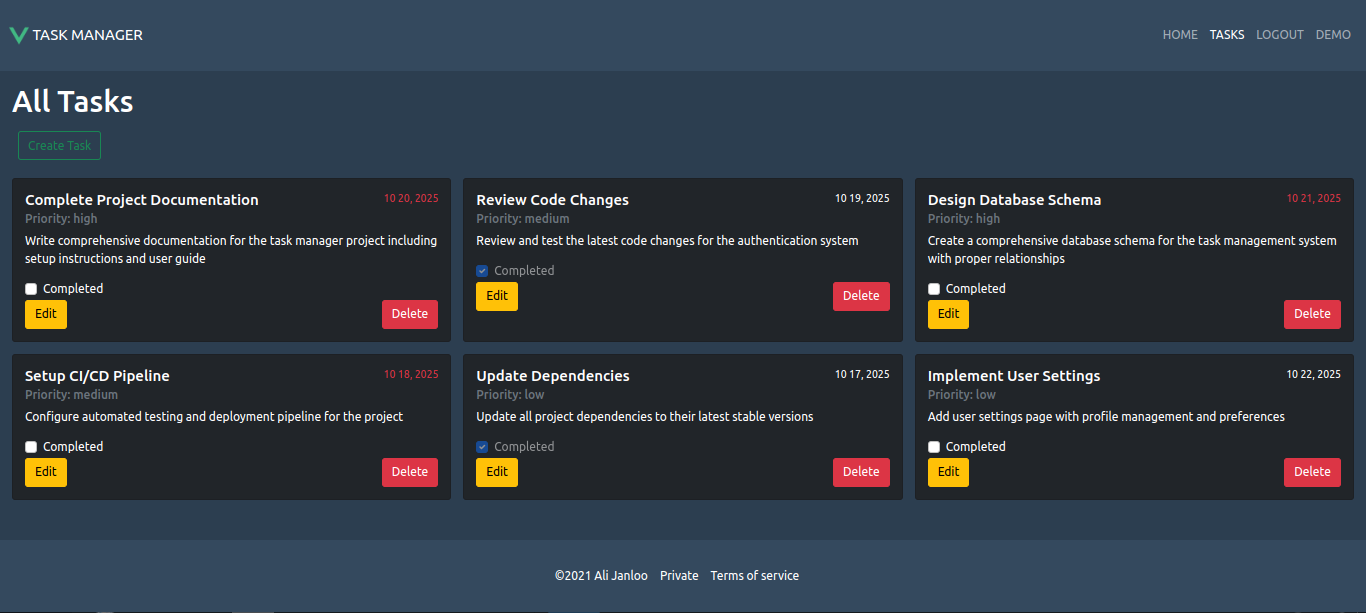 TASK MANAGER
HOME TASKS LOGOUT DEMO
All Tasks
Create Task
Complete Project Documentation 10 20, 2025
Priority: high
Write comprehensive documentation for the task manager project including
setup instructions and user guide
Completed
Edit Delete
Review Code Changes 10 19, 2025
Priority: medium
Review and test the latest code changes for the authentication system
Completed
Edit Delete
Design Database Schema 10 21, 2025
Priority: high
Create a comprehensive database schema for the task management system
with proper relationships
Completed
Edit Delete
Setup CI/CD Pipeline 10 18, 2025
Priority: medium
Configure automated testing and deployment pipeline for the project
Completed
Edit Delete
Update Dependencies 10 17, 2025
Priority: low
Update all project dependencies to their latest stable versions
Completed
Edit Delete
Implement User Settings 10 22, 2025
Priority: low
Add user settings page with profile management and preferences
Completed
Edit Delete
©2021 Ali Janloo Private Terms of service